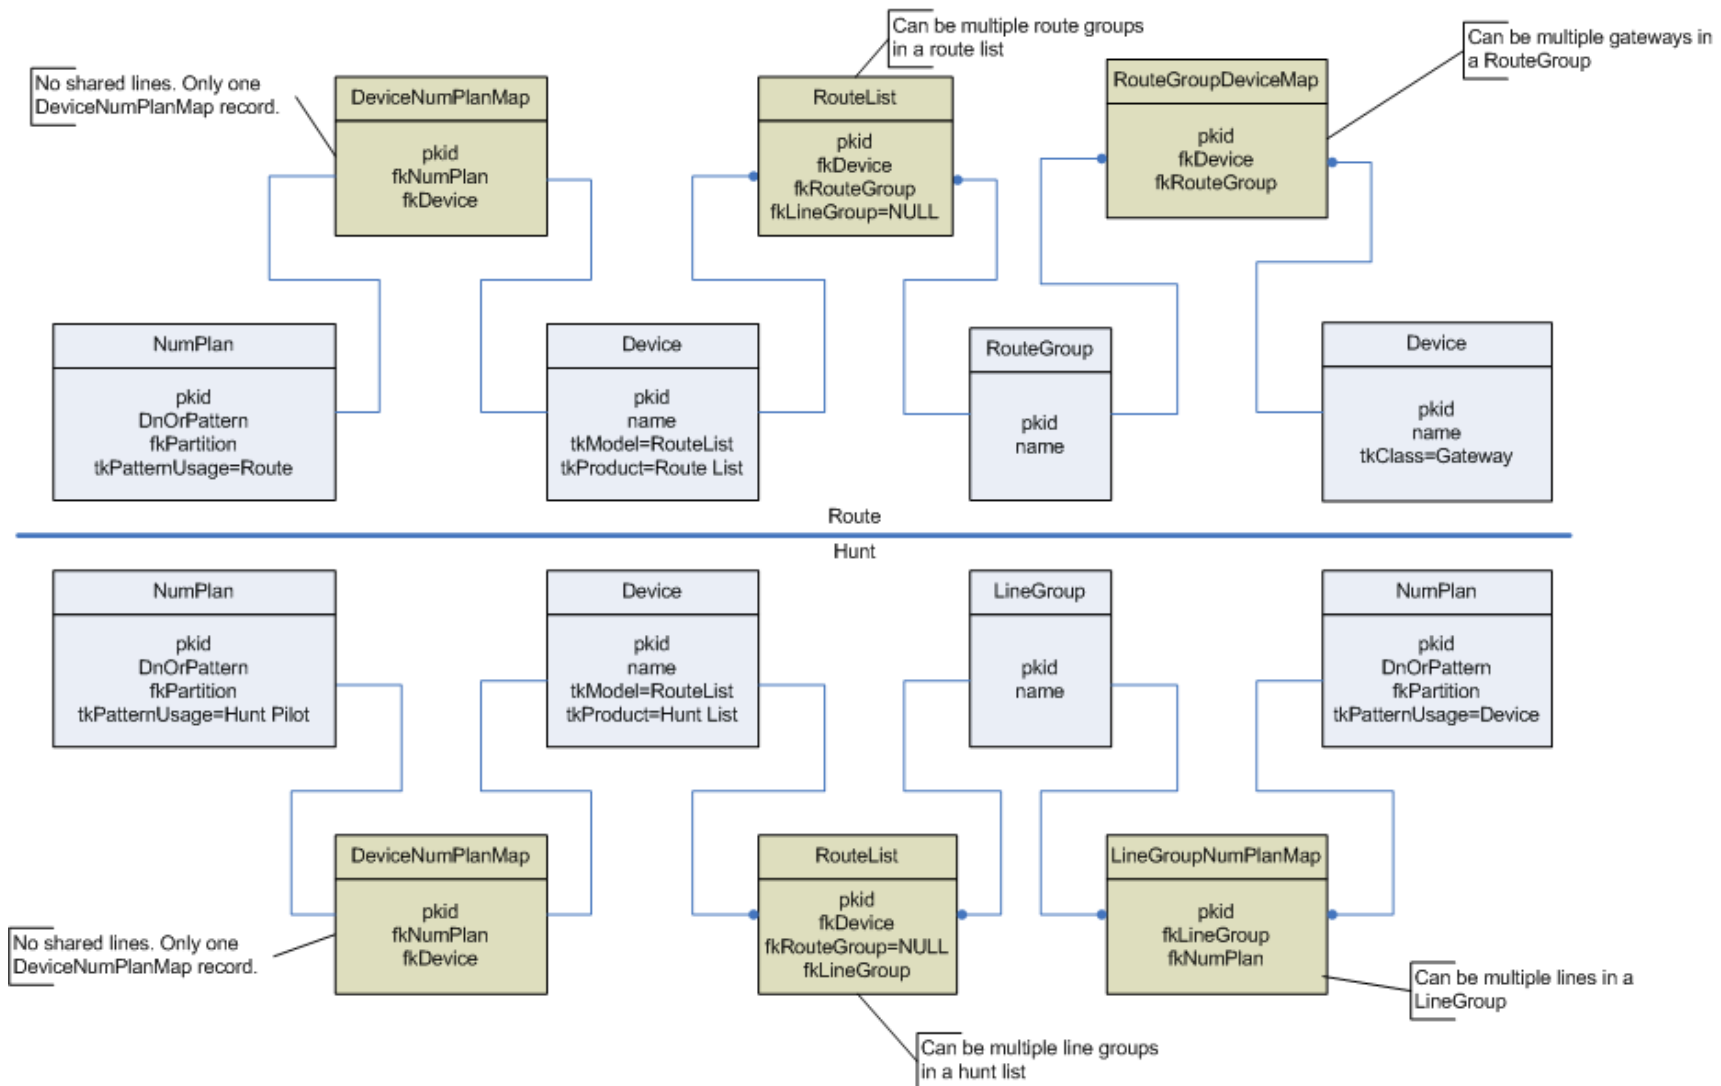 Can be multiple route groups
in a route list
Can be multiple gateways in
a RouteGroup
No shared lines. Only one
DeviceNumPlanMap record.
DeviceNumPlanMap
pkid
fkNumPlan
fkDevice
RouteList
pkid
fkDevice
fkRouteGroup
fkLineGroup=NULL
RouteGroupDeviceMap
pkid
fkDevice
fkRouteGroup
NumPlan
pkid
DnOrPattern
fkPartition
tkPatternUsage=Route
Device
pkid
name
tkModel=RouteList
tkProduct=Route List
RouteGroup
pkid
name
Device
pkid
name
tkClass=Gateway
Route
Hunt
NumPlan
pkid
DnOrPattern
fkPartition
tkPatternUsage=Hunt Pilot
Device
pkid
name
tkModel=RouteList
tkProduct=Hunt List
LineGroup
pkid
name
NumPlan
pkid
DnOrPattern
fkPartition
tkPatternUsage=Device
DeviceNumPlanMap
pkid
fkNumPlan
fkDevice
RouteList
pkid
fkDevice
fkRouteGroup=NULL
fkLineGroup
LineGroupNumPlanMap
pkid
fkLineGroup
fkNumPlan
No shared lines. Only one
DeviceNumPlanMap record.
Can be multiple lines in a
LineGroup
Can be multiple line groups
in a hunt list